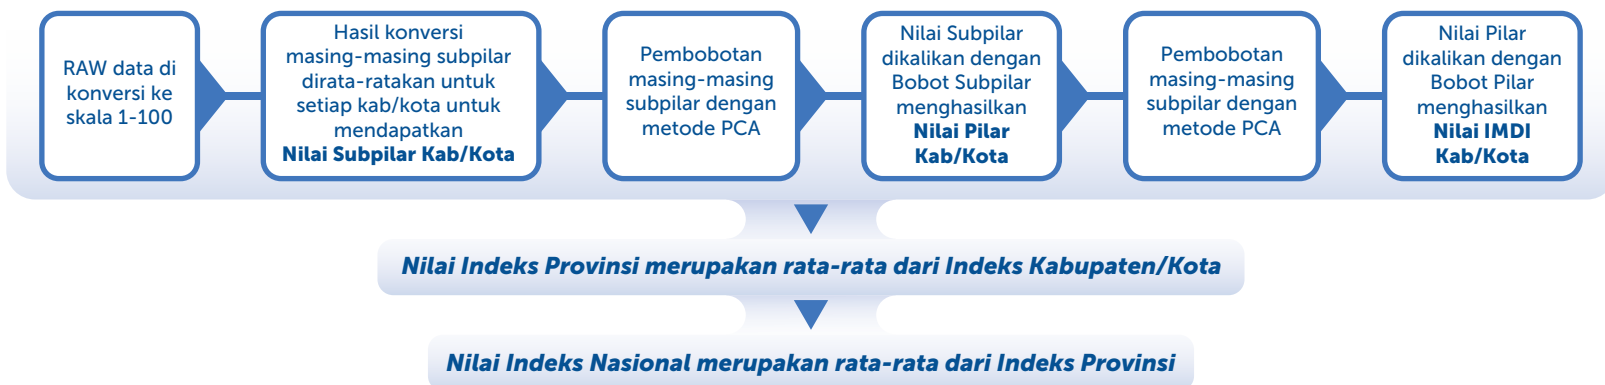 RAW data di
konversi ke
skala 1-100
Hasil konversi
masing-masing subpilar
dirata-ratakan untuk
setiap kab/kota untuk
mendapatkan
Nilai Subpilar Kab/Kota
Pembobotan
masing-masing
subpilar dengan
metode PCA
Nilai Subpilar
dikalikan dengan
Bobot Subpilar
menghasilkan
Nilai Pilar
Kab/Kota
Pembobotan
masing-masing
subpilar dengan
metode PCA
Nilai Pilar
dikalikan dengan
Bobot Pilar
menghasilkan
Nilai IMDI
Kab/Kota
Nilai Indeks Provinsi merupakan rata-rata dari Indeks Kabupaten/Kota
Nilai Indeks Nasional merupakan rata-rata dari Indeks Provinsi